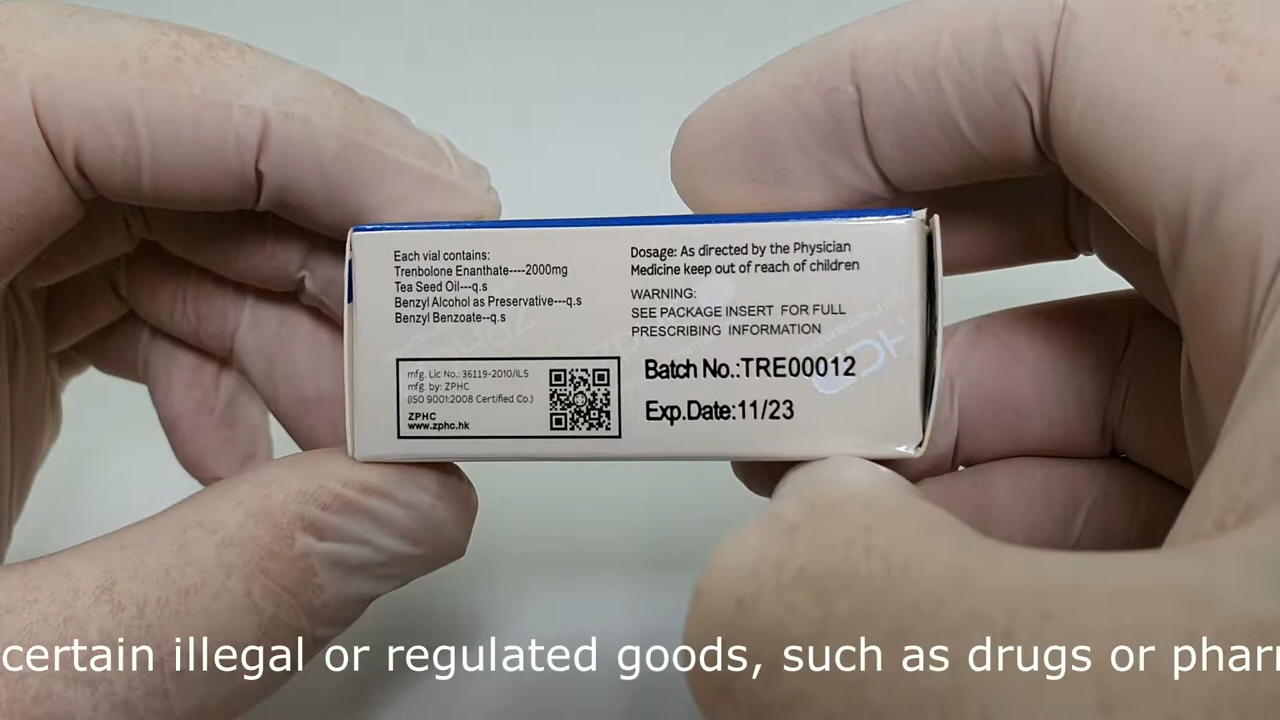 Each vial contains:
Trenbolone Enanthate----2000mg
Tea Seed Oil---q.s
Benzyl Alcohol as Preservative---q.s
Benzyl Benzoate--q.s
mfg. Lic No.: 36119-2010/ILS
mfg. by: ZPHC
(ISO 9001:2008 Certified Co.)
ZPHC
www.zphc.hk
Dosage: As directed by the Physician
Medicine keep out of reach of children
WARNING:
SEE PACKAGE INSERT FOR FULL
PRESCRIBING INFORMATION
Batch No.:TRE00012
Exp.Date:11/23
certain illegal or regulated goods, such as drugs or phar